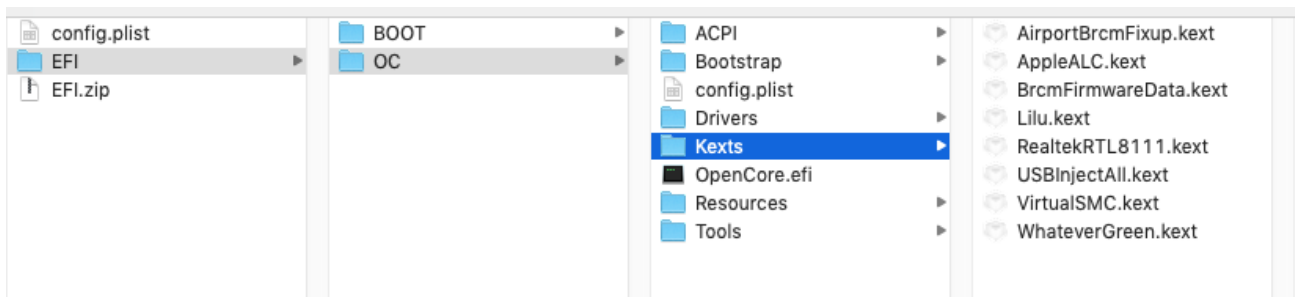 config.plist
EFI
EFI.zip
BOOT
OC
ACPI
Bootstrap
config.plist
Drivers
Kexts
OpenCore.efi
Resources
Tools
AirportBrcmFixup.kext
AppleALC.kext
BrcmFirmwareData.kext
Lilu.kext
RealtekRTL8111.kext
USBInjectAll.kext
VirtualSMC.kext
WhateverGreen.kext